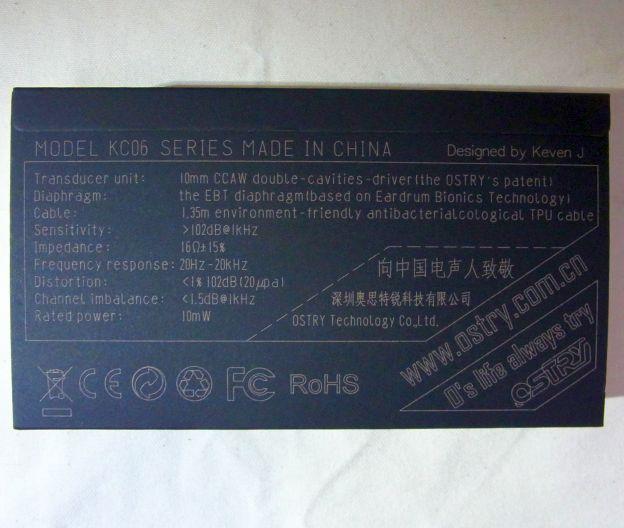 MODEL KC06 SERIES MADE IN CHINA
Designed by Keven J
Transducer unit: 10mm CCAW double-cavities-driver(the OSTRY's patent)
Diaphragm: the EBT diaphragm(based on Eardrum Bionics Technology)
Cable: 1.35m environment-friendly antibacterialcological TPU cable
Sensitivity: >102dB@1kHz
Impedance: 16Ω±15%
Frequency response: 20Hz-20kHz
Distortion: <1% 102dB(20μpa)
Channel imbalance: <1.5dB@1kHz
Rated power: 10mW
向中国电声人致敬
深圳奥思特锐科技有限公司
OSTRY Technology Co.,Ltd.
www.ostry.com.cn
O's life always try
OSTRY
CE FC RoHS